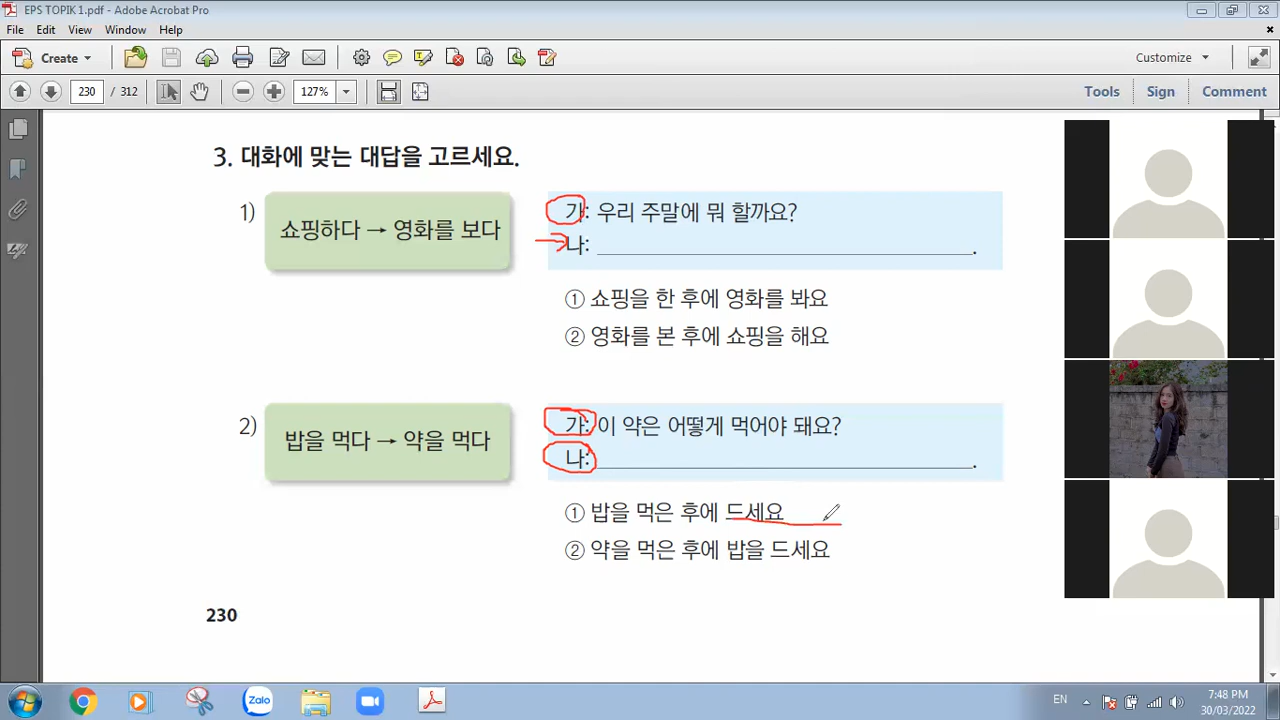 EPS TOPIK 1.pdf - Adobe Acrobat Pro
File Edit View Window Help
Create Customize
230 / 312 127% Tools Sign Comment
3. 대화에 맞는 대답을 고르세요.
1) 쇼핑하다 → 영화를 보다
가: 우리 주말에 뭐 할까요?
나: .
① 쇼핑을 한 후에 영화를 봐요
② 영화를 본 후에 쇼핑을 해요
2) 밥을 먹다 → 약을 먹다
가: 이 약은 어떻게 먹어야 돼요?
나: .
① 밥을 먹은 후에 드세요
② 약을 먹은 후에 밥을 드세요
230
Zalo
EN 7:48 PM
30/03/2022